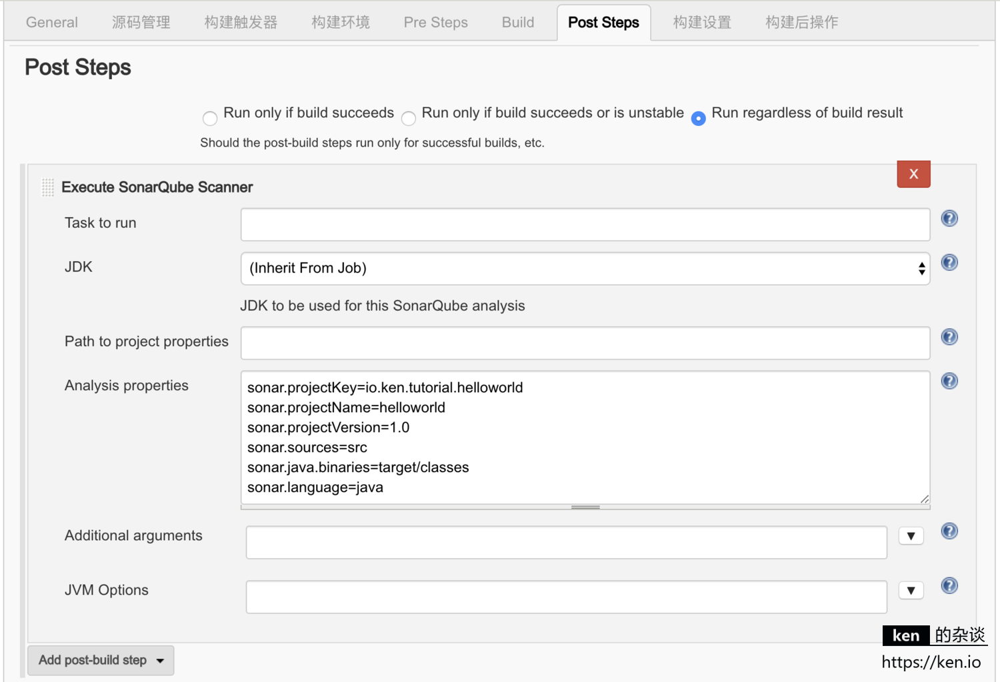 General 源码管理 构建触发器 构建环境 Pre Steps Build Post Steps 构建设置 构建后操作
Post Steps
Run only if build succeeds Run only if build succeeds or is unstable Run regardless of build result
Should the post-build steps run only for successful builds, etc.
X
Execute SonarQube Scanner
Task to run
JDK (Inherit From Job)
JDK to be used for this SonarQube analysis
Path to project properties
Analysis properties
sonar.projectKey=io.ken.tutorial.helloworld
sonar.projectName=helloworld
sonar.projectVersion=1.0
sonar.sources=src
sonar.java.binaries=target/classes
sonar.language=java
Additional arguments
JVM Options
Add post-build step
ken 的杂谈
https://ken.io